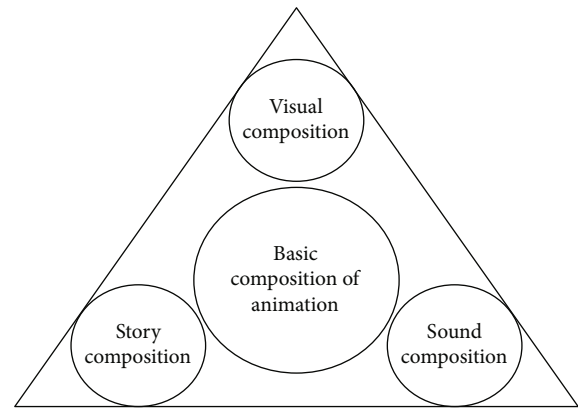 Visual
composition
Basic
composition of
animation
Story
composition
Sound
composition